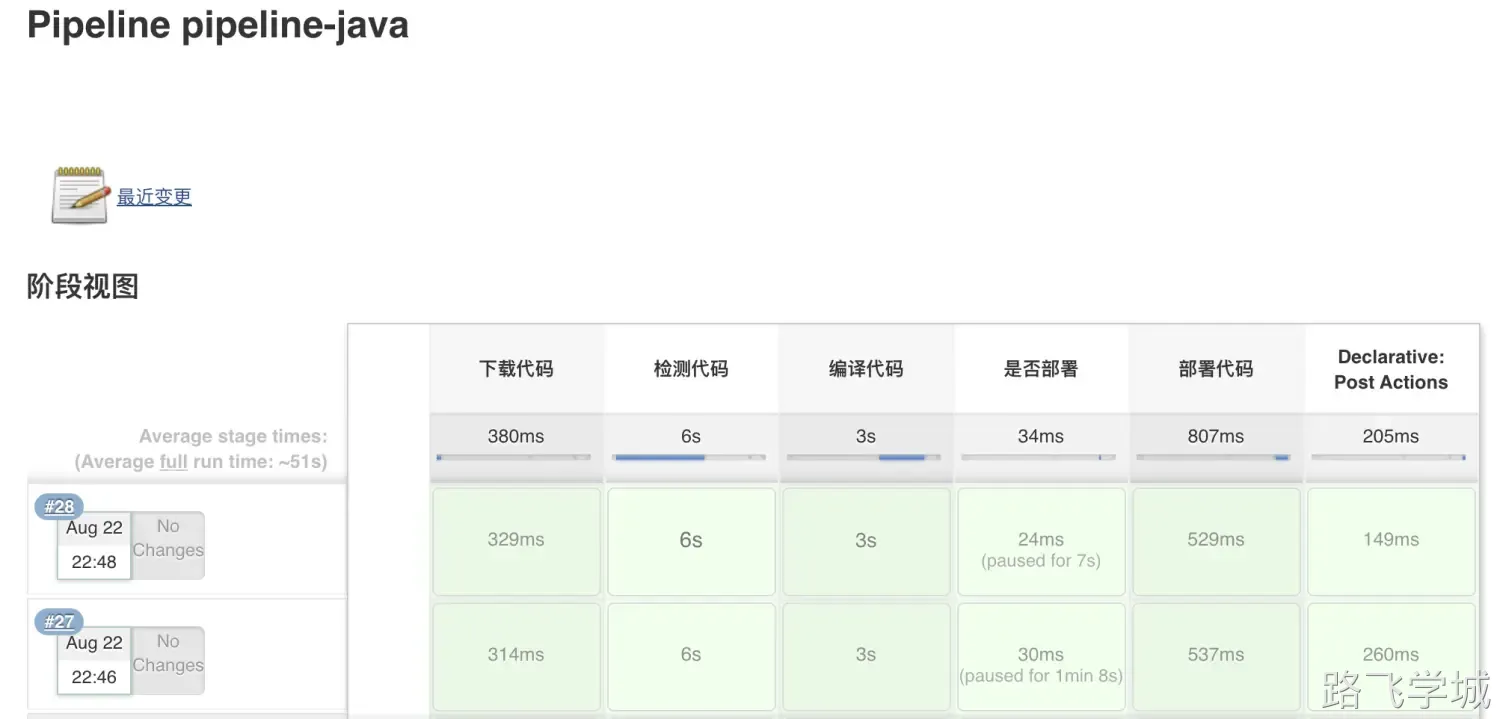 Pipeline pipeline-java
最近变更
阶段视图
下载代码
检测代码
编译代码
是否部署
部署代码
Declarative:
Post Actions
Average stage times:
(Average full run time: ~51s)
380ms
6s
3s
34ms
807ms
205ms
#28
Aug 22
22:48
No
Changes
329ms
6s
3s
24ms
(paused for 7s)
529ms
149ms
#27
Aug 22
22:46
No
Changes
314ms
6s
3s
30ms
(paused for 1min 8s)
537ms
260ms
路飞学城